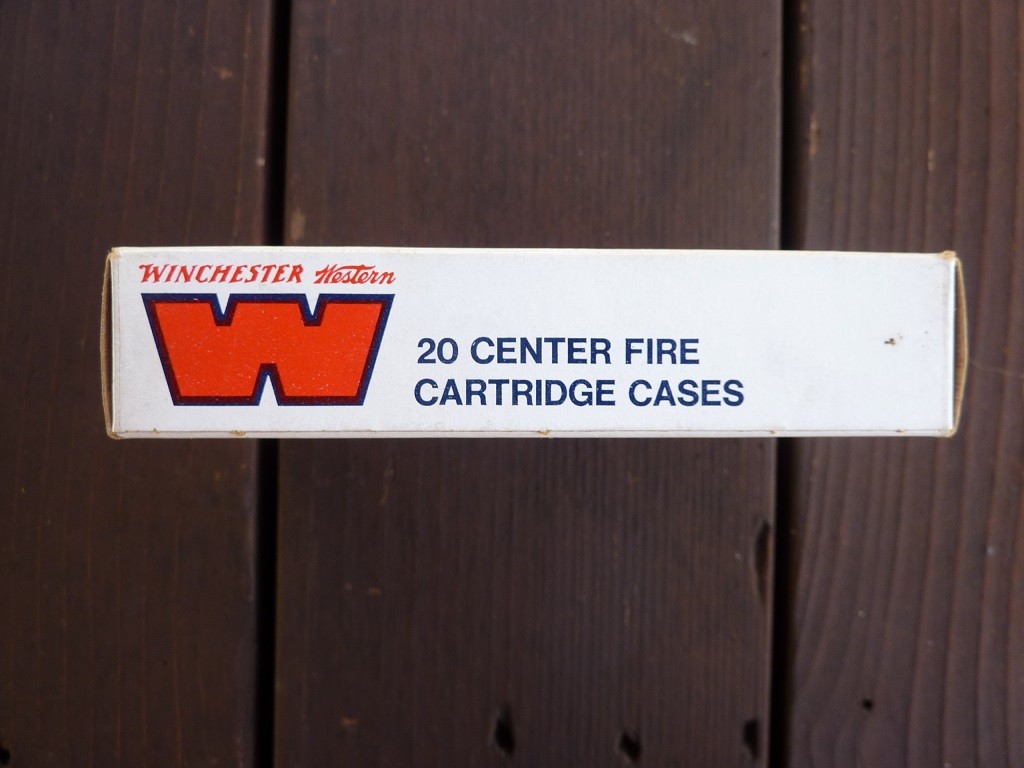 WINCHESTER Western
W
20 CENTER FIRE
CARTRIDGE CASES